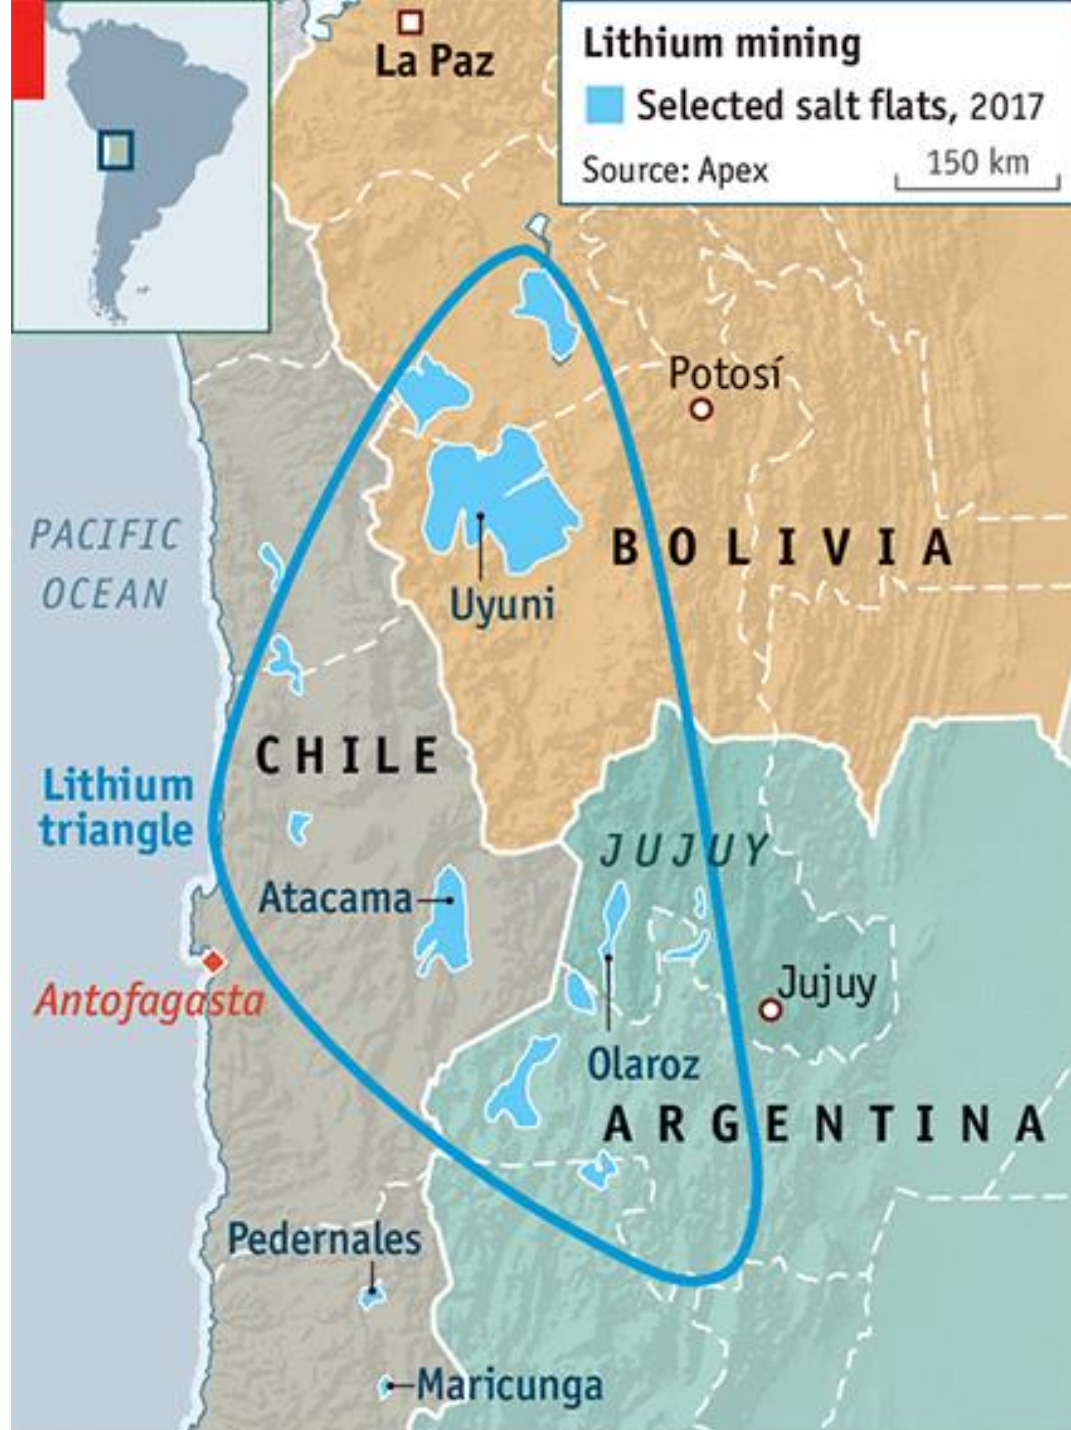 La Paz
Lithium mining
Selected salt flats, 2017
Source: Apex
150 km
Potosí
PACIFIC
OCEAN
BOLIVIA
Uyuni
CHILE
Lithium
triangle
JUJUY
Atacama
Antofagasta
Jujuy
Olaroz
ARGENTINA
Pedernales
Maricunga